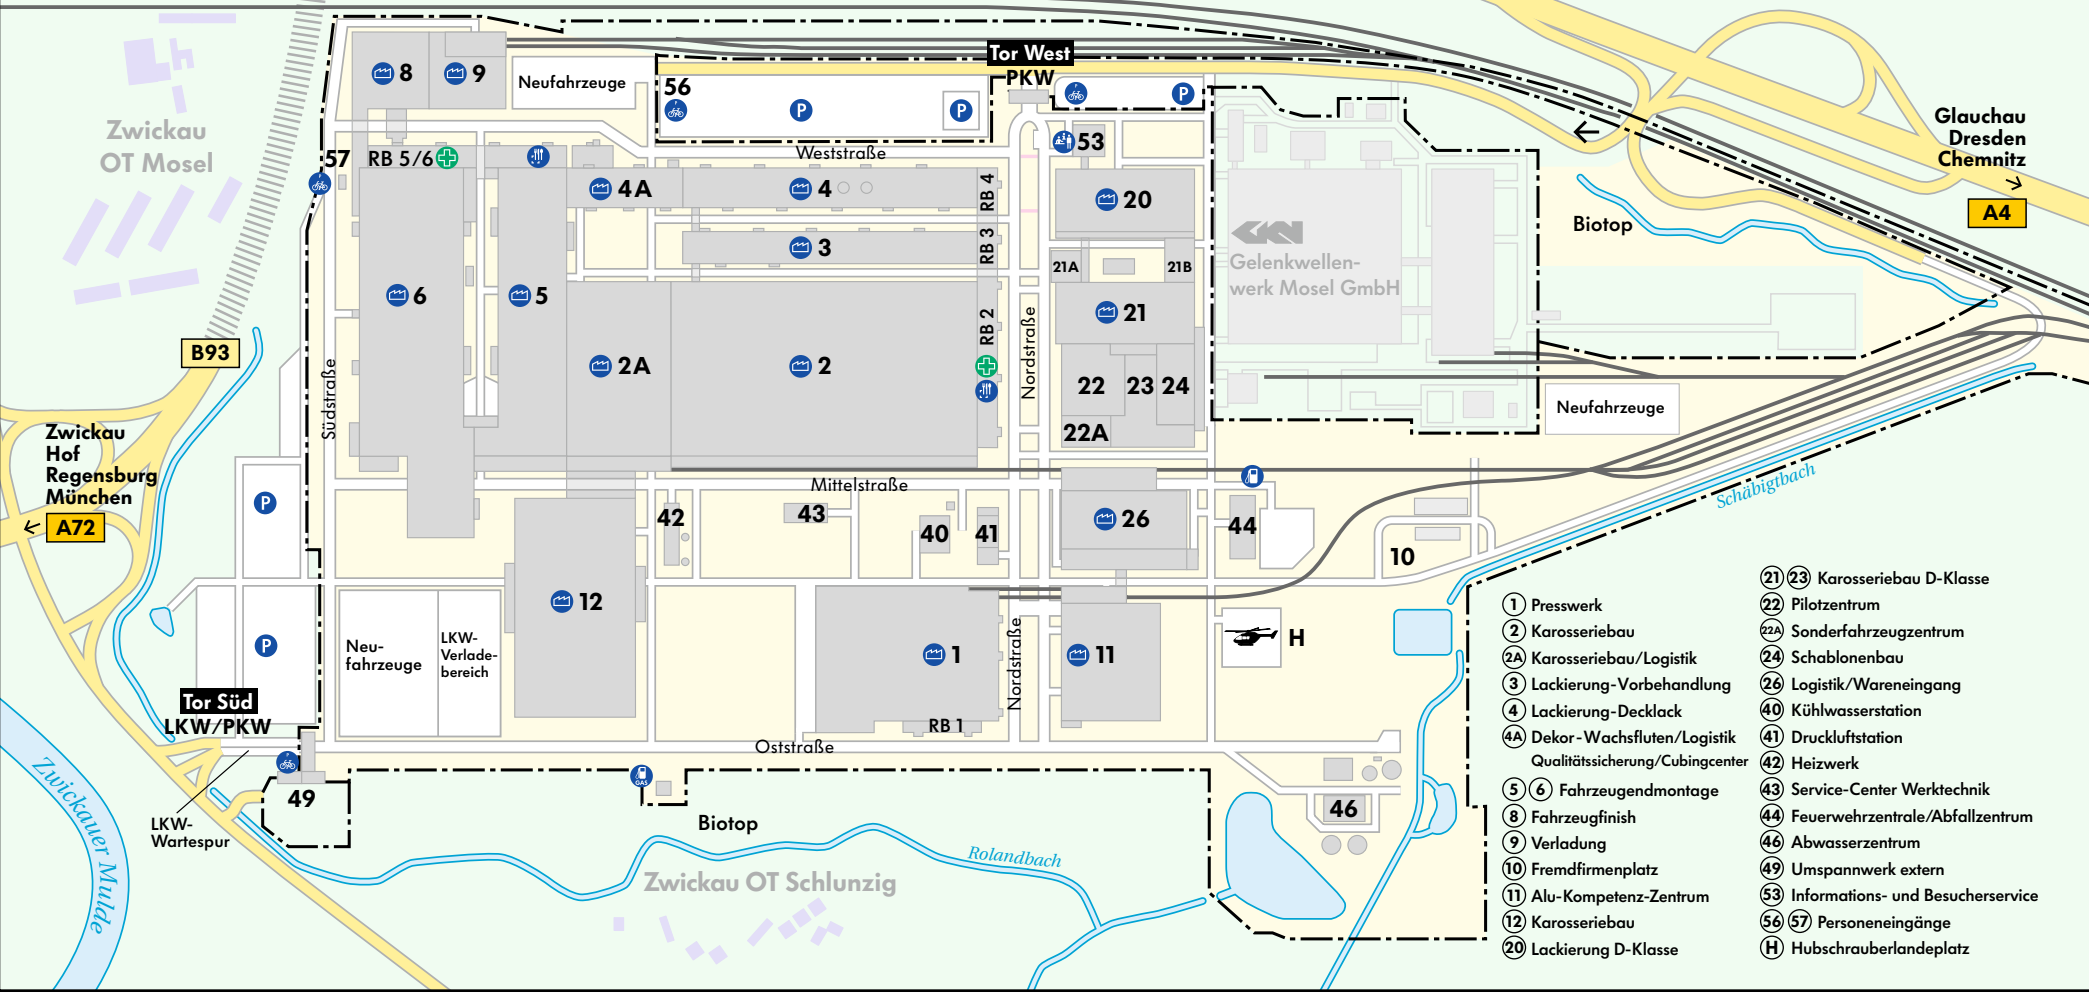 Tor West
PKW
8
9
Neufahrzeuge
56
P
P
P
Zwickau
OT Mosel
Glauchau
Dresden
Chemnitz
A4
57
RB 5/6
Weststraße
53
4A
4
RB 4
20
Biotop
3
RB 3
21A
21B
GKN
Gelenkwellen-
werk Mosel GmbH
6
5
2A
2
RB 2
21
Nordstraße
Südstraße
B93
22
23
24
22A
Neufahrzeuge
Zwickau
Hof
Regensburg
München
A72
P
Mittelstraße
Schäbigtbach
42
43
40
41
26
44
10
12
1
11
H
P
Neu-
fahrzeuge
LKW-
Verlade-
bereich
Nordstraße
RB 1
Oststraße
Tor Süd
LKW/PKW
49
GAS
LKW-
Wartespur
Biotop
46
Zwickauer Mulde
Rolandbach
Zwickau OT Schlunzig
1 Presswerk
2 Karosseriebau
2A Karosseriebau/Logistik
3 Lackierung-Vorbehandlung
4 Lackierung-Decklack
4A Dekor-Wachsfluten/Logistik
Qualitätssicherung/Cubingcenter
5 6 Fahrzeugendmontage
8 Fahrzeugfinish
9 Verladung
10 Fremdfirmenplatz
11 Alu-Kompetenz-Zentrum
12 Karosseriebau
20 Lackierung D-Klasse
21 23 Karosseriebau D-Klasse
22 Pilotzentrum
22A Sonderfahrzeugzentrum
24 Schablonenbau
26 Logistik/Wareneingang
40 Kühlwasserstation
41 Druckluftstation
42 Heizwerk
43 Service-Center Werktechnik
44 Feuerwehrzentrale/Abfallzentrum
46 Abwasserzentrum
49 Umspannwerk extern
53 Informations- und Besucherservice
56 57 Personeneingänge
H Hubschrauberlandeplatz